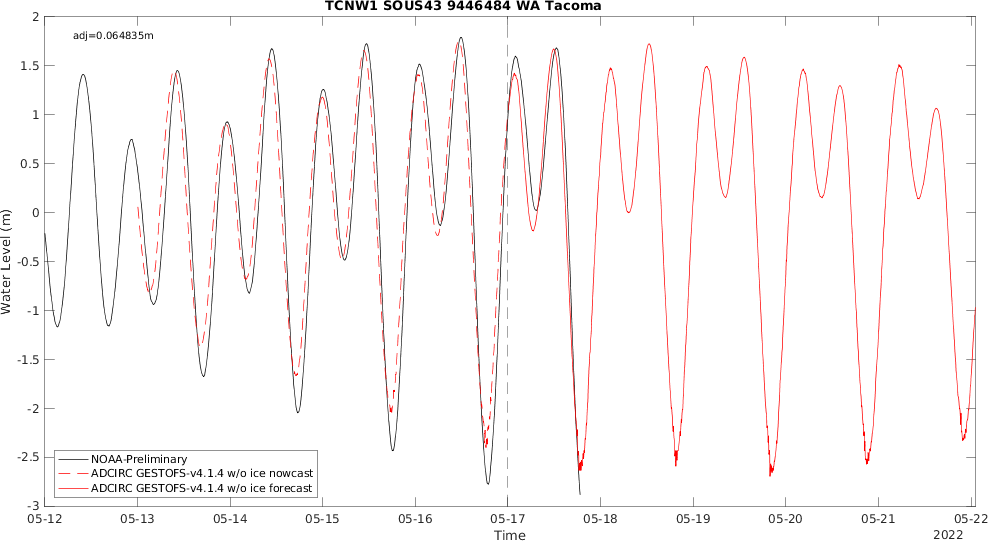 TCNW1 SOUS43 9446484 WA Tacoma
adj=0.064835m
Water Level (m)
2
1.5
1
0.5
0
-0.5
-1
-1.5
-2
-2.5
-3
NOAA-Preliminary
ADCIRC GESTOFS-v4.1.4 w/o ice nowcast
ADCIRC GESTOFS-v4.1.4 w/o ice forecast
05-12 05-13 05-14 05-15 05-16 05-17 05-18 05-19 05-20 05-21 05-22
Time
2022